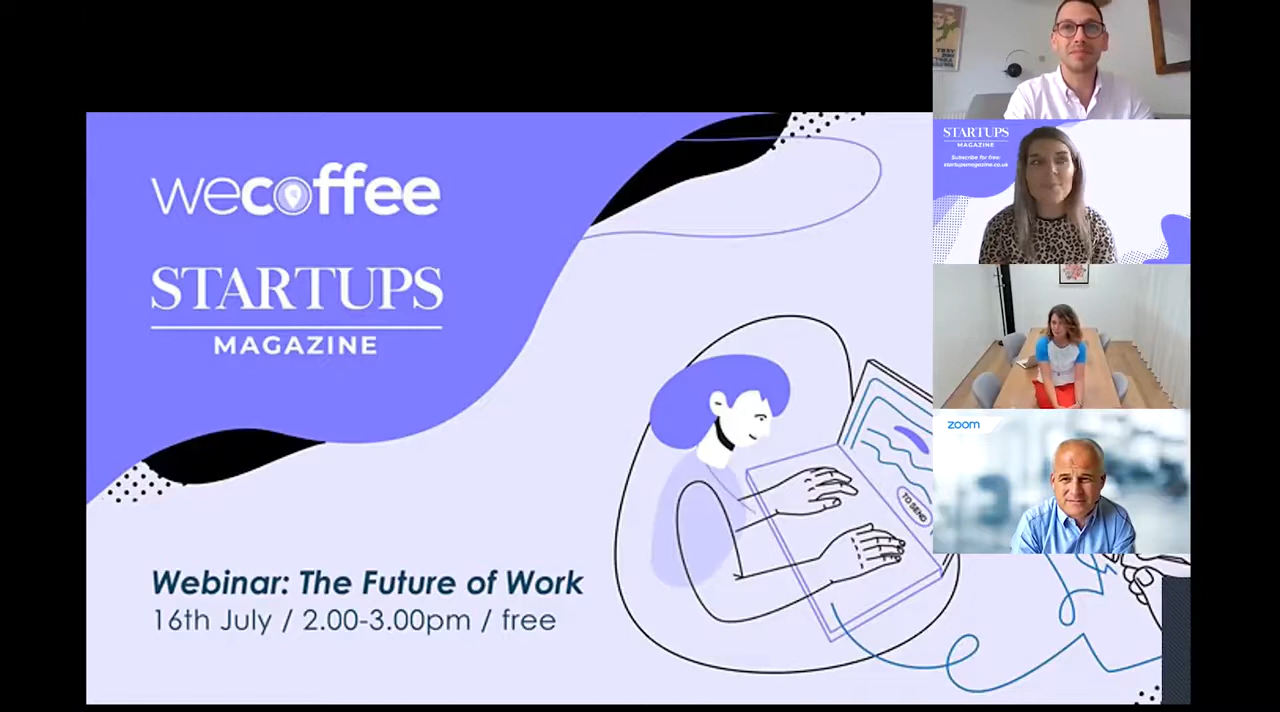 wecoffee
STARTUPS
MAGAZINE
Webinar: The Future of Work
16th July / 2.00-3.00pm / free
TO SEND
STARTUPS
MAGAZINE
Subscribe for free:
startupsmagazine.co.uk
zoom